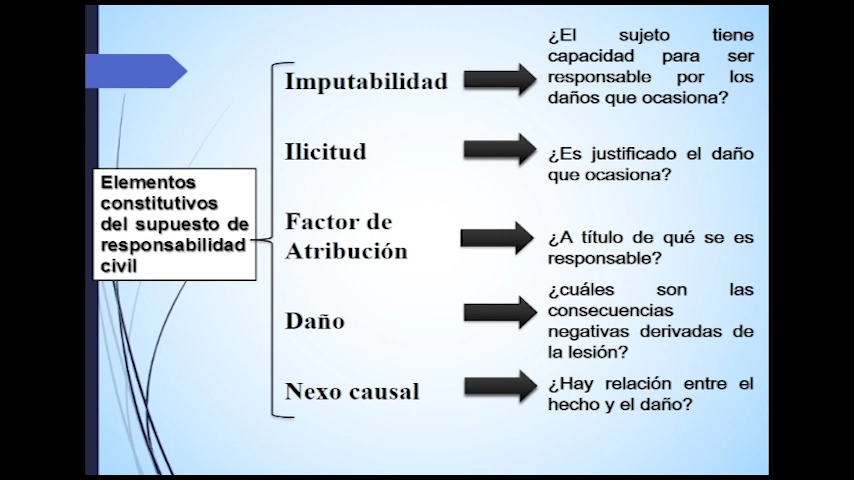 Elementos
constitutivos
del supuesto de
responsabilidad
civil
Imputabilidad
¿El sujeto tiene
capacidad para ser
responsable por los
daños que ocasiona?
Ilicitud
¿Es justificado el daño
que ocasiona?
Factor de
Atribución
¿A título de qué se es
responsable?
Daño
¿cuáles son las
consecuencias
negativas derivadas de
la lesión?
Nexo causal
¿Hay relación entre el
hecho y el daño?